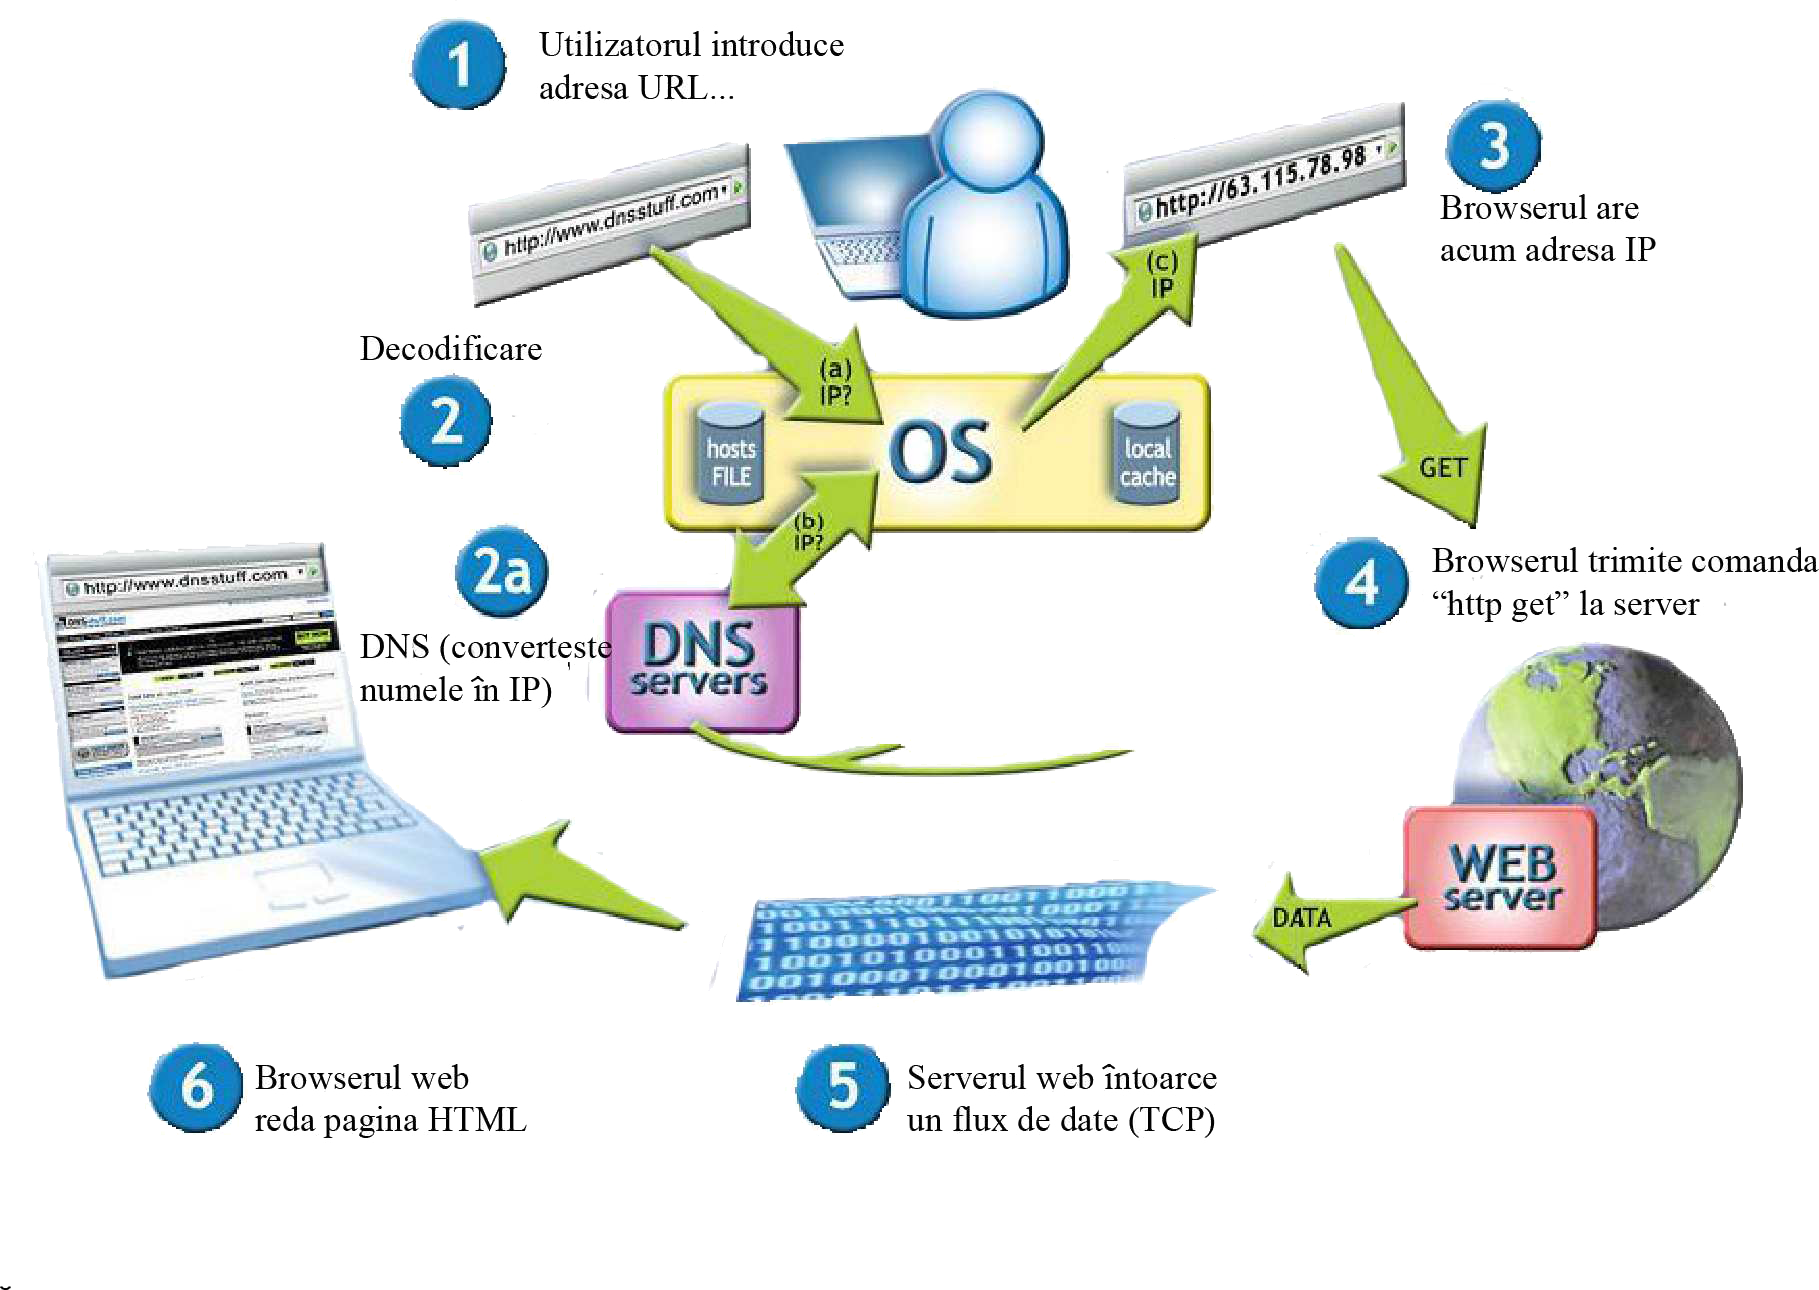 1
Utilizatorul introduce
adresa URL...
http://www.dnsstuff.com
http://63.115.78.98
3
Browserul are
acum adresa IP
(c)
IP
Decodificare
2
(a)
IP?
hosts
FILE
OS
local
cache
GET
(b)
IP?
2a
DNS (convertește
numele în IP)
DNS
servers
4
Browserul trimite comanda
“http get” la server
http://www.dnsstuff.com
WEB
server
DATA
6
Browserul web
reda pagina HTML
5
Serverul web întoarce
un flux de date (TCP)